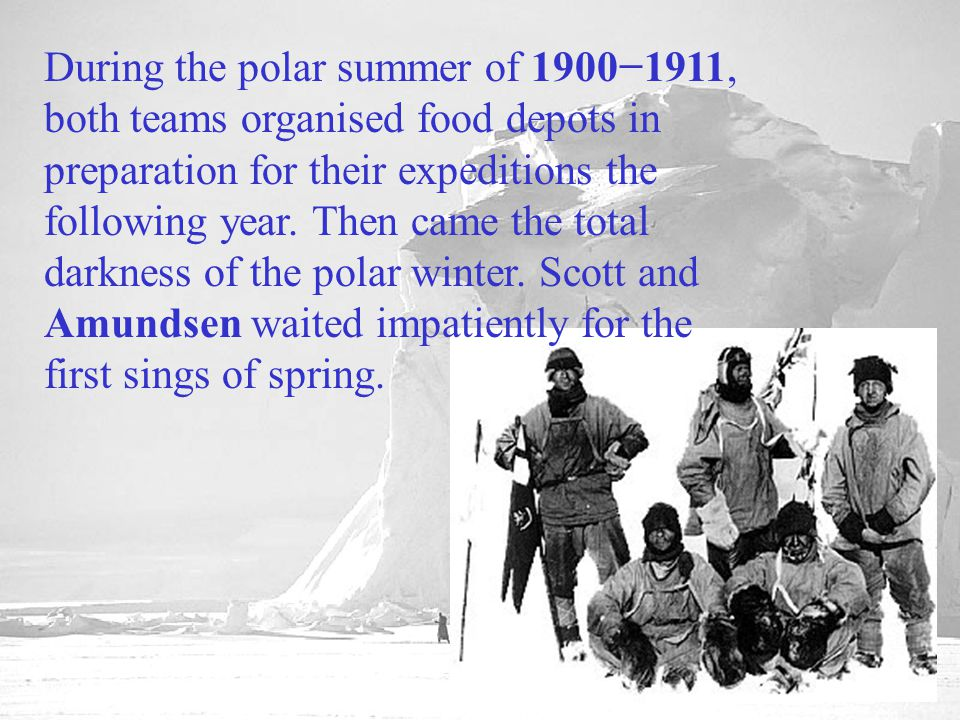 During the polar summer of 1900−1911,
both teams organised food depots in
preparation for their expeditions the
following year. Then came the total
darkness of the polar winter. Scott and
Amundsen waited impatiently for the
first sings of spring.